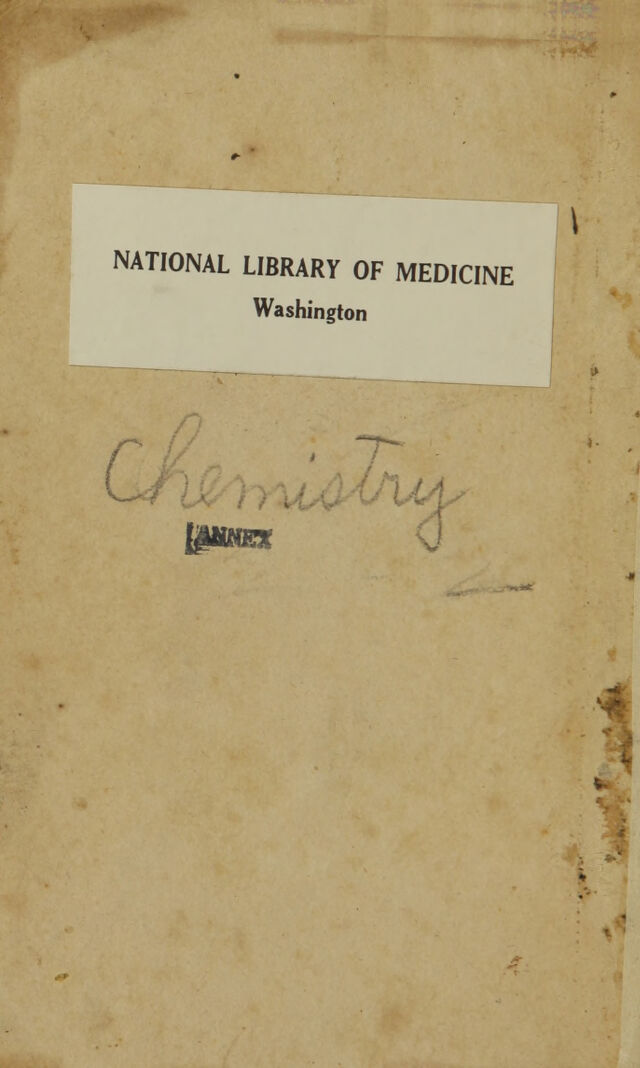 NATIONAL LIBRARY OF MEDICINE
Washington
Chemistry
ANNEX